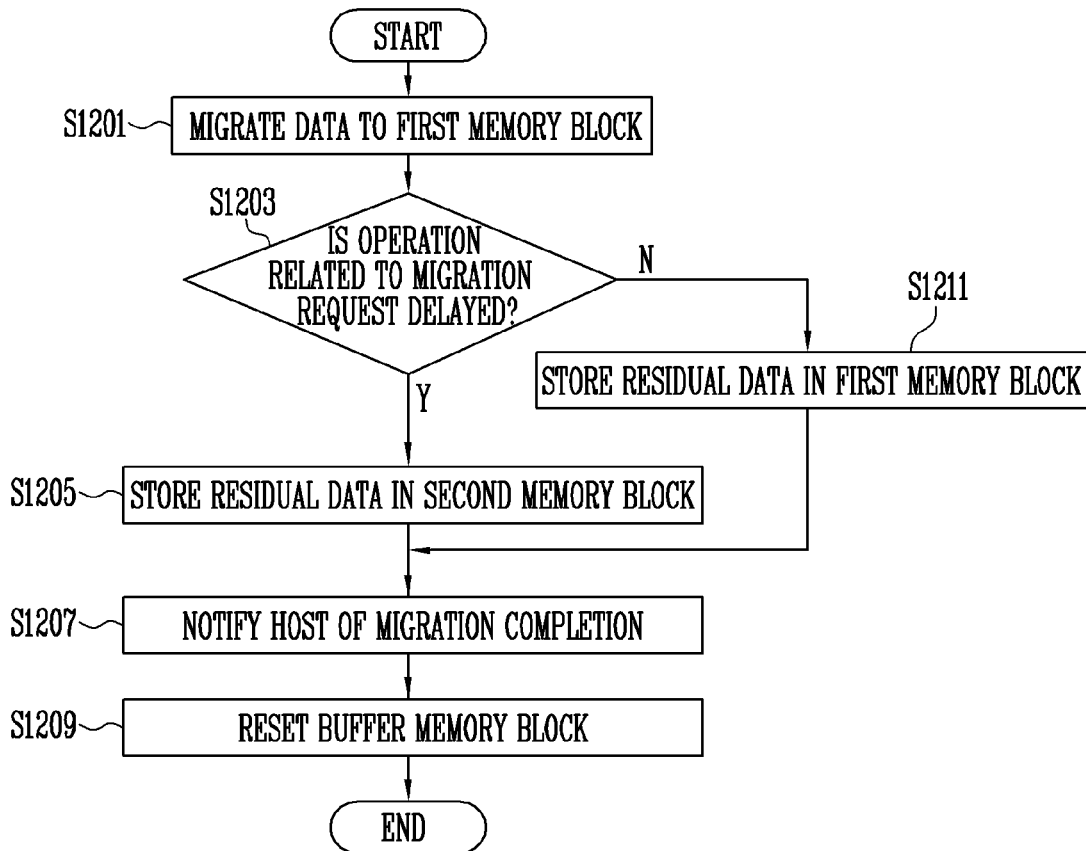 START
S1201
MIGRATE DATA TO FIRST MEMORY BLOCK
S1203
IS OPERATION
RELATED TO MIGRATION
REQUEST DELAYED?
N
S1211
STORE RESIDUAL DATA IN FIRST MEMORY BLOCK
Y
S1205
STORE RESIDUAL DATA IN SECOND MEMORY BLOCK
S1207
NOTIFY HOST OF MIGRATION COMPLETION
S1209
RESET BUFFER MEMORY BLOCK
END